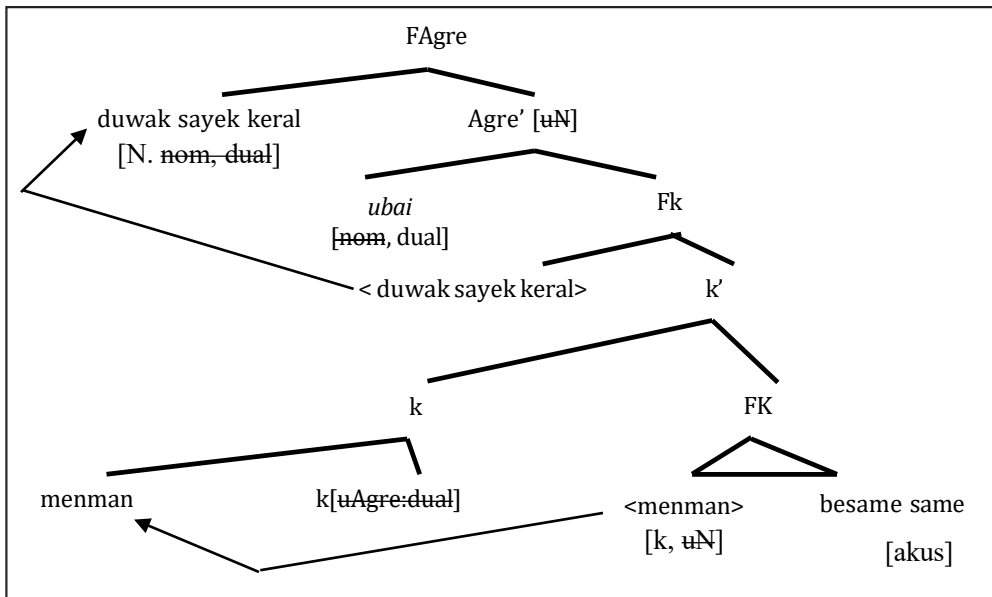 FAgre
duwak sayek keral Agre’ [uN]
[N. nom, dual]
ubai Fk
[nom, dual]
< duwak sayek keral> k’
k FK
menman k[uAgre:dual] <menman> besame same
[k, uN] [akus]